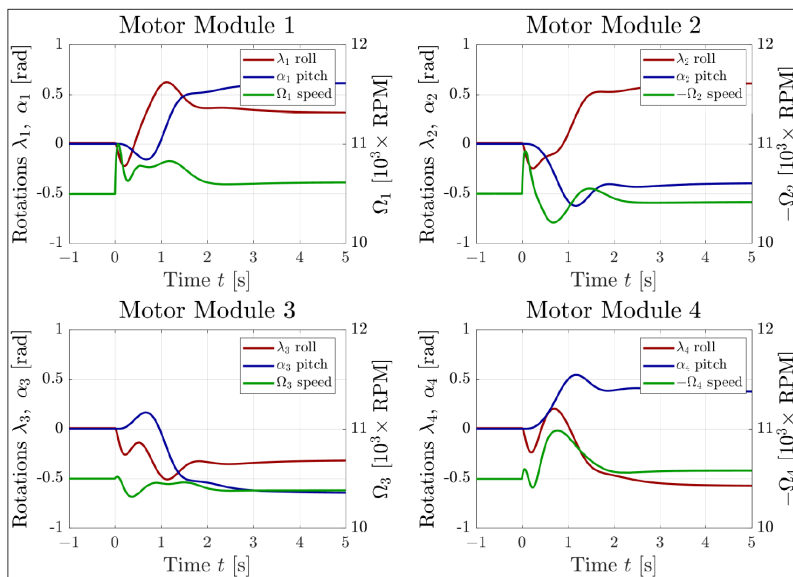 Motor Module 1
Rotations λ₁, α₁ [rad]
1
0.5
0
-0.5
-1
λ₁ roll
α₁ pitch
Ω₁ speed
12
11
10
Ω₁ [10³× RPM]
−1 0 1 2 3 4 5
Time t [s]
Motor Module 2
Rotations λ₂, α₂ [rad]
1
0.5
0
-0.5
-1
λ₂ roll
α₂ pitch
−Ω₂ speed
12
11
10
−Ω₂ [10³× RPM]
−1 0 1 2 3 4 5
Time t [s]
Motor Module 3
Rotations λ₃, α₃ [rad]
1
0.5
0
-0.5
-1
λ₃ roll
α₃ pitch
Ω₃ speed
12
11
10
Ω₃ [10³× RPM]
−1 0 1 2 3 4 5
Time t [s]
Motor Module 4
Rotations λ₄, α₄ [rad]
1
0.5
0
-0.5
-1
λ₄ roll
α₄ pitch
−Ω₄ speed
12
11
10
−Ω₄ [10³× RPM]
−1 0 1 2 3 4 5
Time t [s]